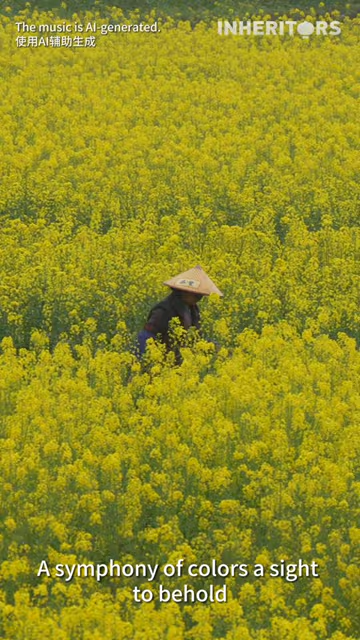 The music is AI-generated.
使用AI辅助生成
INHERITORS
A symphony of colors a sight
to behold